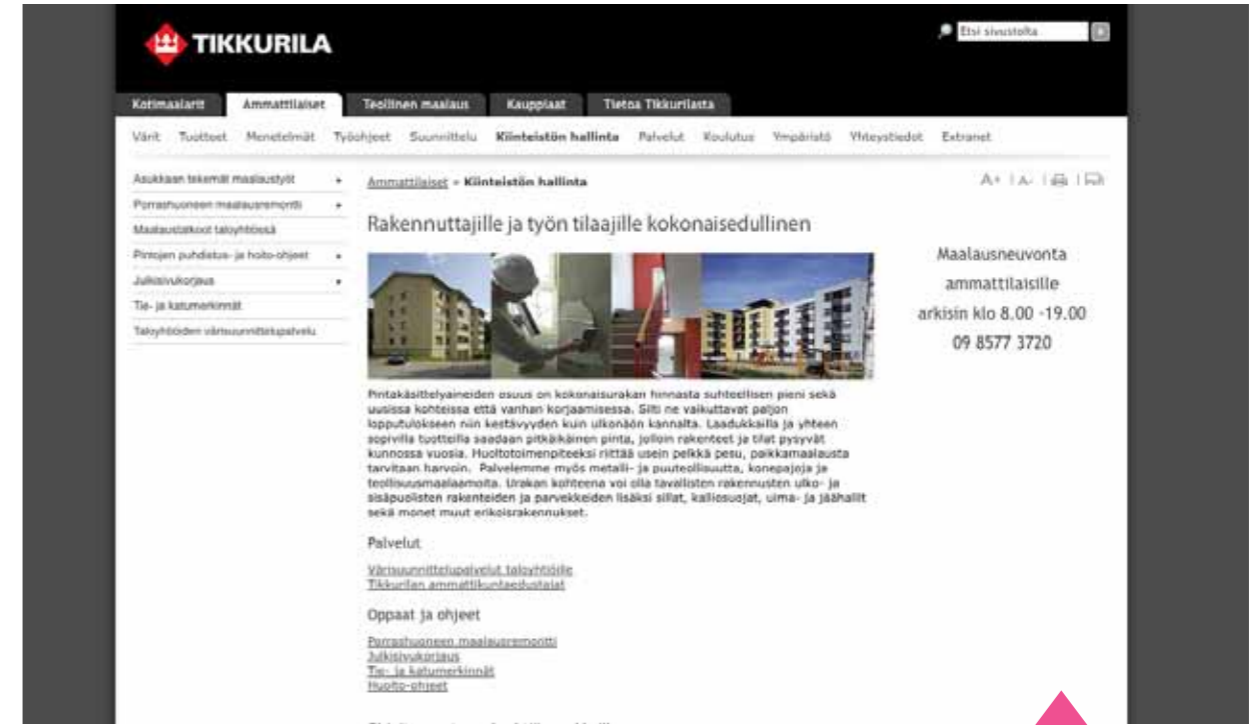 TIKKURILA
Etsi sivustolta
Kotimaalarit Ammattilaiset Teollinen maalaus Kauppiaat Tietoa Tikkurilasta
Värit Tuotteet Menetelmät Työohjeet Suunnittelu Kiinteistön hallinta Palvelut Koulutus Ympäristö Yhteystiedot Extranet
Asukkaan tekemät maalaustyöt
Porrashuoneen maalausremontti
Maalaustalkoot taloyhtiössä
Pintojen puhdistus- ja hoito-ohjeet
Julkisivukorjaus
Tie- ja katumerkinnät
Taloyhtiöiden värisuunnittelupalvelu
Ammattilaiset » Kiinteistön hallinta
A+ | A- |
Rakennuttajille ja työn tilaajille kokonaisedullinen
Maalausneuvonta
ammattilaisille
arkisin klo 8.00 -19.00
09 8577 3720
Pintakäsittelyaineiden osuus on kokonaisurakan hinnasta suhteellisen pieni sekä
uusissa kohteissa että vanhan korjaamisessa. Silti ne vaikuttavat paljon
lopputulokseen niin kestävyyden kuin ulkonäön kannalta. Laadukkailla ja yhteen
sopivilla tuotteilla saadaan pitkäikäinen pinta, jolloin rakenteet ja tilat pysyvät
kunnossa vuosia. Huoltotoimenpiteeksi riittää usein pelkkä pesu, paikkamaalausta
tarvitaan harvoin. Palvelemme myös metalli- ja puuteollisuutta, konepajoja ja
teollisuusmaalaamoita. Urakan kohteena voi olla tavallisten rakennusten ulko- ja
sisäpuolisten rakenteiden ja parvekkeiden lisäksi sillat, kalliosuojat, uima- ja jäähallit
sekä monet muut erikoisrakennukset.
Palvelut
Värisuunnittelupalvelut taloyhtiöille
Tikkurilan ammattikuntaedustajat
Oppaat ja ohjeet
Porrashuoneen maalausremontti
Julkisivukorjaus
Tie- ja katumerkinnät
Huolto-ohjeet